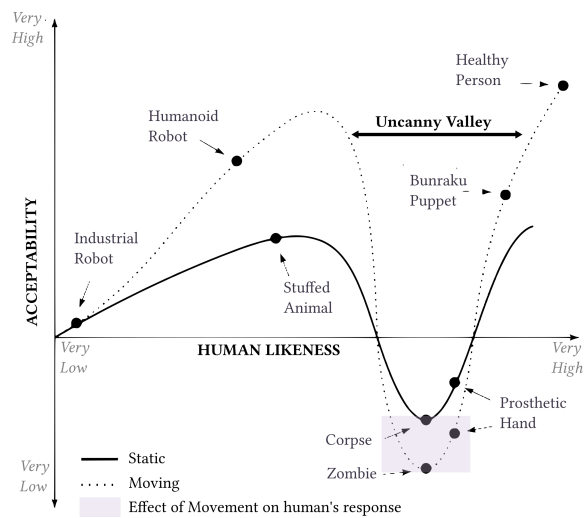 Very
High
Healthy
Person
Humanoid
Robot
Uncanny Valley
Bunraku
Puppet
Industrial
Robot
ACCEPTABILITY
Stuffed
Animal
Very
Low
HUMAN LIKENESS
Very
High
Prosthetic
Hand
Corpse
Zombie
Very
Low
Static
Moving
Effect of Movement on human's response